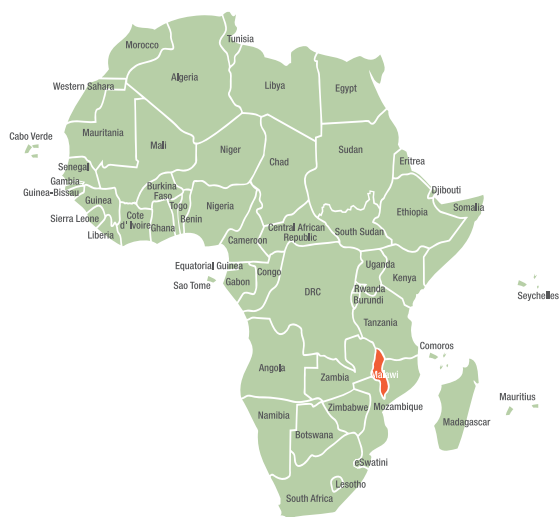 Tunisia
Morocco
Algeria
Libya
Egypt
Western Sahara
Mauritania
Mali
Niger
Chad
Sudan
Eritrea
Cabo Verde
Senegal
Gambia
Guinea-Bissau
Guinea
Burkina
Faso
Djibouti
Somalia
Sierra Leone
Liberia
Cote
d' Ivoire
Ghana
Togo
Benin
Nigeria
Ethiopia
Central African
Republic
South Sudan
Cameroon
Equatorial Guinea
Sao Tome
Gabon
Congo
DRC
Uganda
Kenya
Rwanda
Burundi
Seychelles
Tanzania
Comoros
Angola
Zambia
Malawi
Mozambique
Mauritius
Madagascar
Namibia
Zimbabwe
Botswana
eSwatini
Lesotho
South Africa